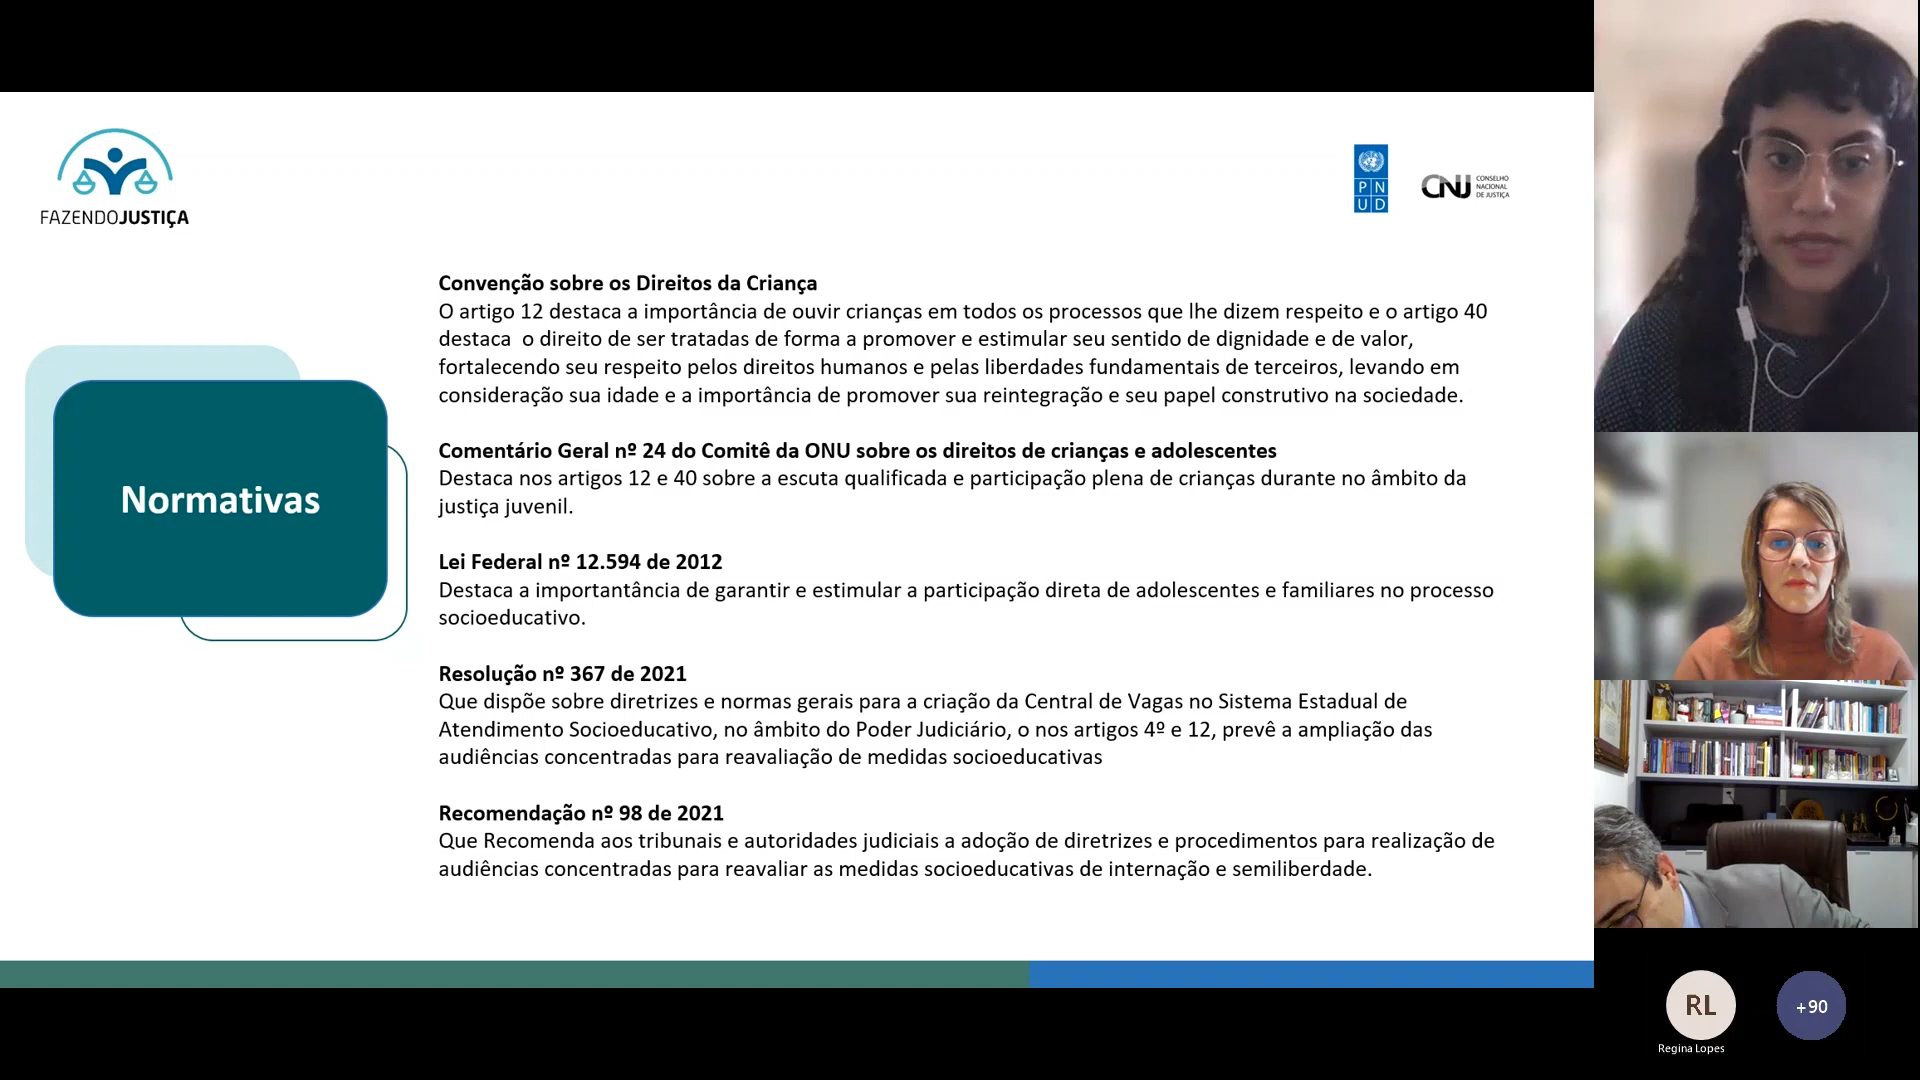 FAZENDOJUSTIÇA
PN
UD
CNJ CONSELHO
NACIONAL
DE JUSTIÇA
Normativas
Convenção sobre os Direitos da Criança
O artigo 12 destaca a importância de ouvir crianças em todos os processos que lhe dizem respeito e o artigo 40
destaca  o direito de ser tratadas de forma a promover e estimular seu sentido de dignidade e de valor,
fortalecendo seu respeito pelos direitos humanos e pelas liberdades fundamentais de terceiros, levando em
consideração sua idade e a importância de promover sua reintegração e seu papel construtivo na sociedade.
Comentário Geral nº 24 do Comitê da ONU sobre os direitos de crianças e adolescentes
Destaca nos artigos 12 e 40 sobre a escuta qualificada e participação plena de crianças durante no âmbito da
justiça juvenil.
Lei Federal nº 12.594 de 2012
Destaca a importantância de garantir e estimular a participação direta de adolescentes e familiares no processo
socioeducativo.
Resolução nº 367 de 2021
Que dispõe sobre diretrizes e normas gerais para a criação da Central de Vagas no Sistema Estadual de
Atendimento Socioeducativo, no âmbito do Poder Judiciário, o nos artigos 4º e 12, prevê a ampliação das
audiências concentradas para reavaliação de medidas socioeducativas
Recomendação nº 98 de 2021
Que Recomenda aos tribunais e autoridades judiciais a adoção de diretrizes e procedimentos para realização de
audiências concentradas para reavaliar as medidas socioeducativas de internação e semiliberdade.
RL
+90
Regina Lopes